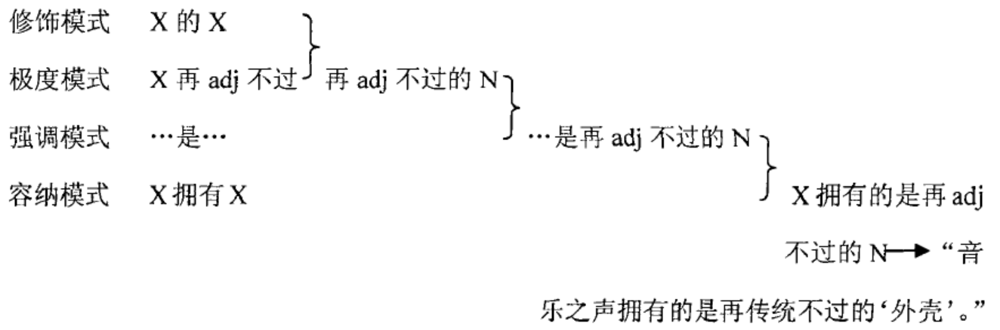 修饰模式 X 的 X
极度模式 X 再 adj 不过 再 adj 不过的 N
强调模式 …是… …是再 adj 不过的 N
容纳模式 X 拥有 X X 拥有的是再 adj
不过的 N → “音
乐之声拥有的是再传统不过的‘外壳’。”